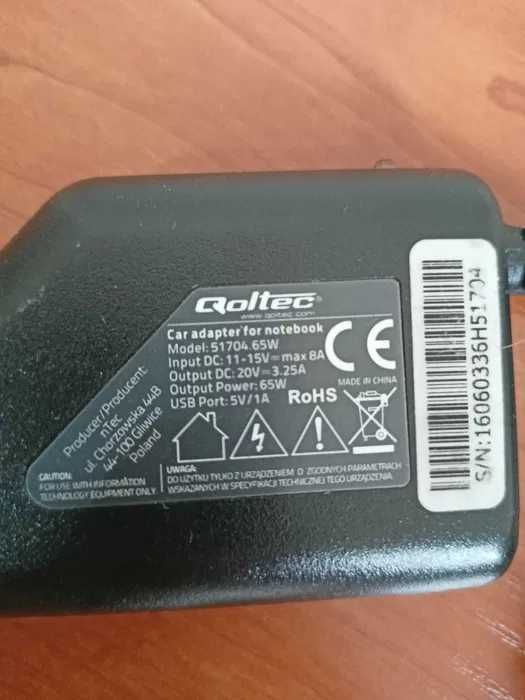 Qoltec®
www.qoltec.com
Car adapter for notebook
Model: 51704.65W
Input DC: 11-15V⎓max 8A
Output DC: 20V⎓3.25A
Output Power: 65W
USB Port: 5V/1A
RoHS
CE
MADE IN CHINA
Producer/Producent:
nTec
ul. Chorzowska 44B
44-100 Gliwice
Poland
CAUTION:
FOR USE WITH INFORMATION
TECHNOLOGY EQUIPMENT ONLY
UWAGA:
DO UŻYTKU TYLKO Z URZĄDZENIEM O ZGODNYCH PARAMETRACH
WSKAZANYCH W SPECYFIKACJI TECHNICZNEJ TEGO URZĄDZENIA
S/N:16060336H51704